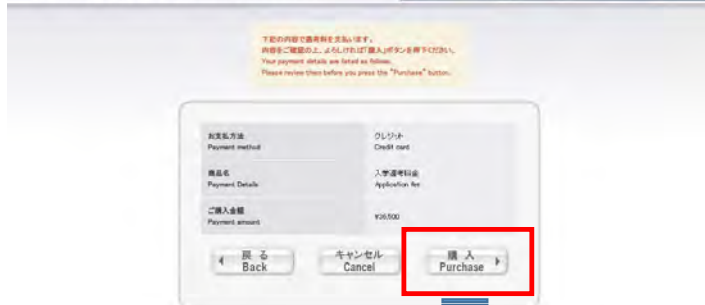 下記の内容で選考料を支払います。
内容をご確認の上、よろしければ「購入」ボタンを押下ください。
Your payment details are listed as follows.
Please review them before you press the "Purchase" button.
お支払方法
Payment method
クレジット
Credit card
商品名
Payment Details
入学選考料金
Application fee
ご購入金額
Payment amount
¥26,500
戻る
Back
キャンセル
Cancel
購入
Purchase